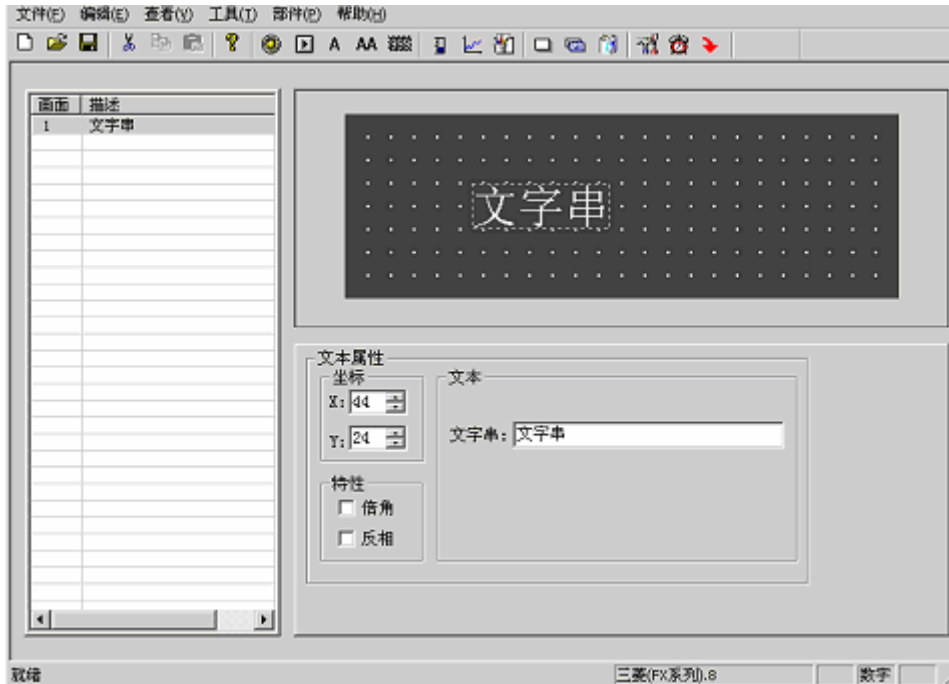 文件(F) 编辑(E) 查看(V) 工具(T) 部件(P) 帮助(H)
A AA
画面 描述
1 文字串
文字串
文本属性
坐标
X: 44
Y: 24
特性
倍角
反相
文本
文字串: 文字串
就绪 三菱(FX系列).8 数字